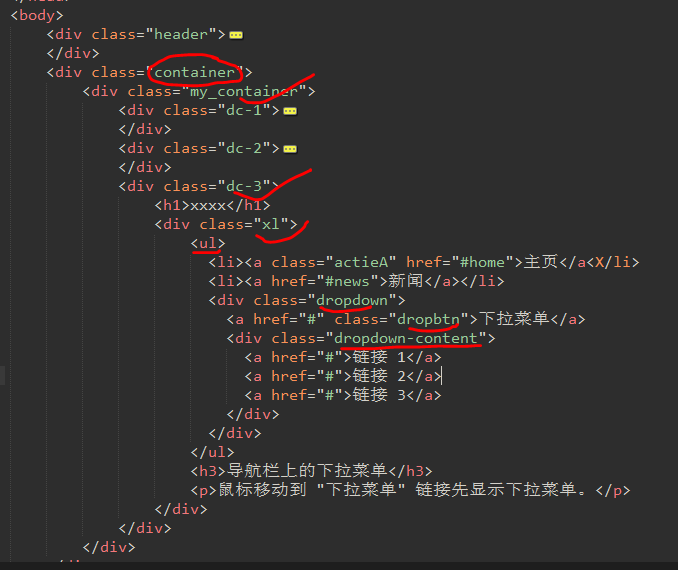 <body>
<div class="header">
</div>
<div class="container">
<div class="my_container">
<div class="dc-1">
</div>
<div class="dc-2">
</div>
<div class="dc-3">
<h1>xxxx</h1>
<div class="xl">
<ul>
<li><a class="actieA" href="#home">主页</a<X/li>
<li><a href="#news">新闻</a></li>
<div class="dropdown">
<a href="#" class="dropbtn">下拉菜单</a>
<div class="dropdown-content">
<a href="#">链接 1</a>
<a href="#">链接 2</a>
<a href="#">链接 3</a>
</div>
</div>
</ul>
<h3>导航栏上的下拉菜单</h3>
<p>鼠标移动到 "下拉菜单" 链接先显示下拉菜单。</p>
</div>
</div>
</div>